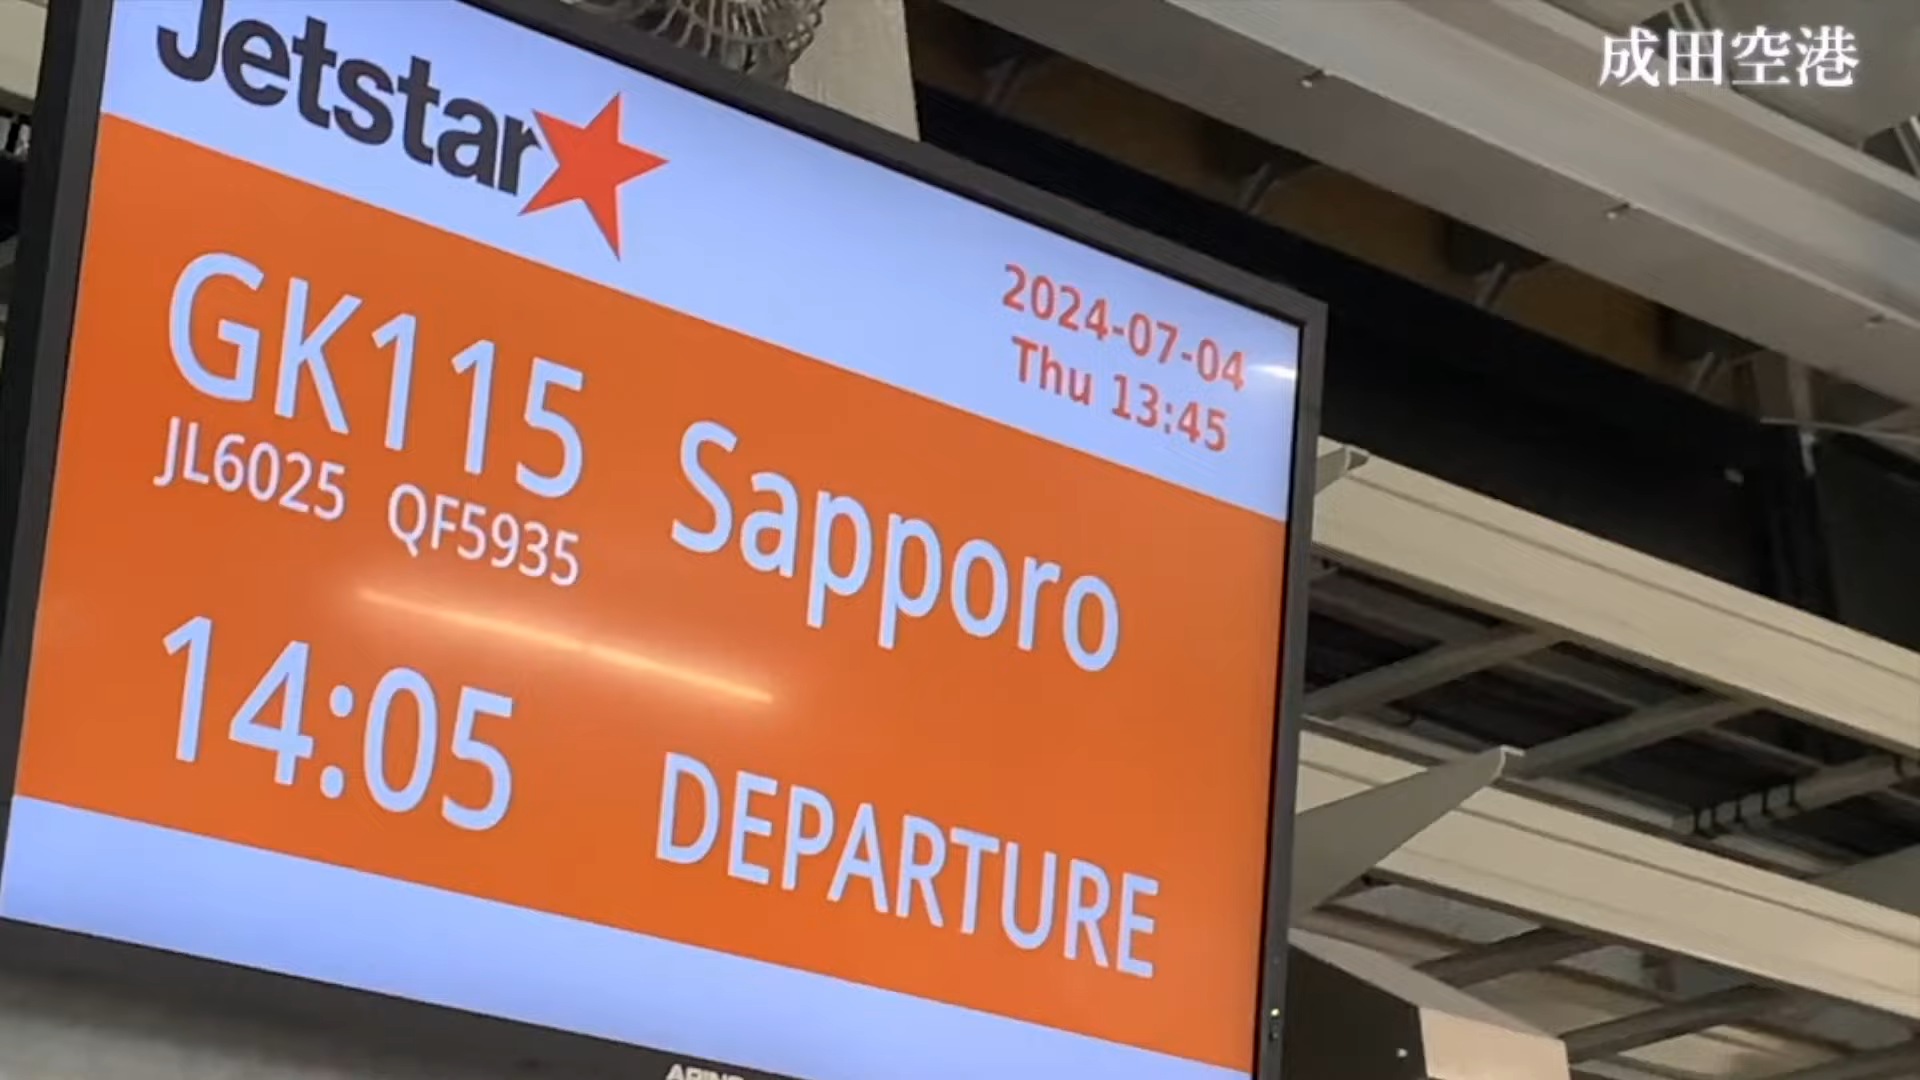 成田空港
Jetstar
2024-07-04
Thu 13:45
GK115 Sapporo
JL6025 QF5935
14:05 DEPARTURE